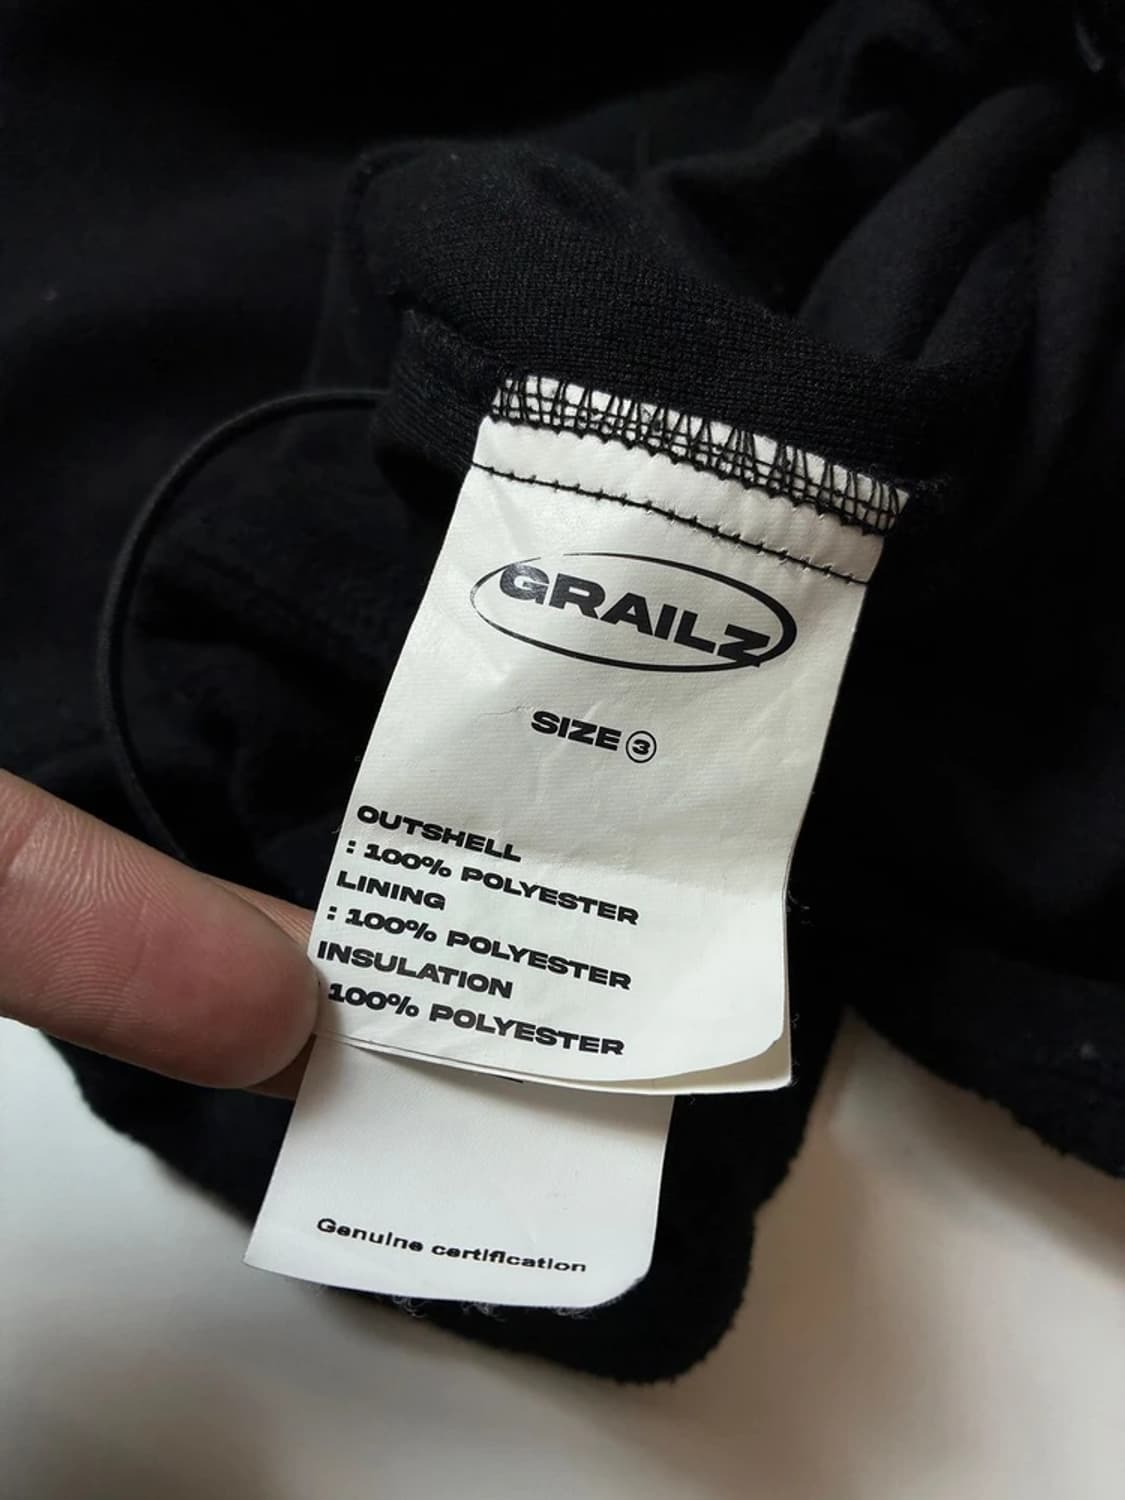 GRAILZ
SIZE 3
OUTSHELL
: 100% POLYESTER
LINING
: 100% POLYESTER
INSULATION
100% POLYESTER
Genuine certification